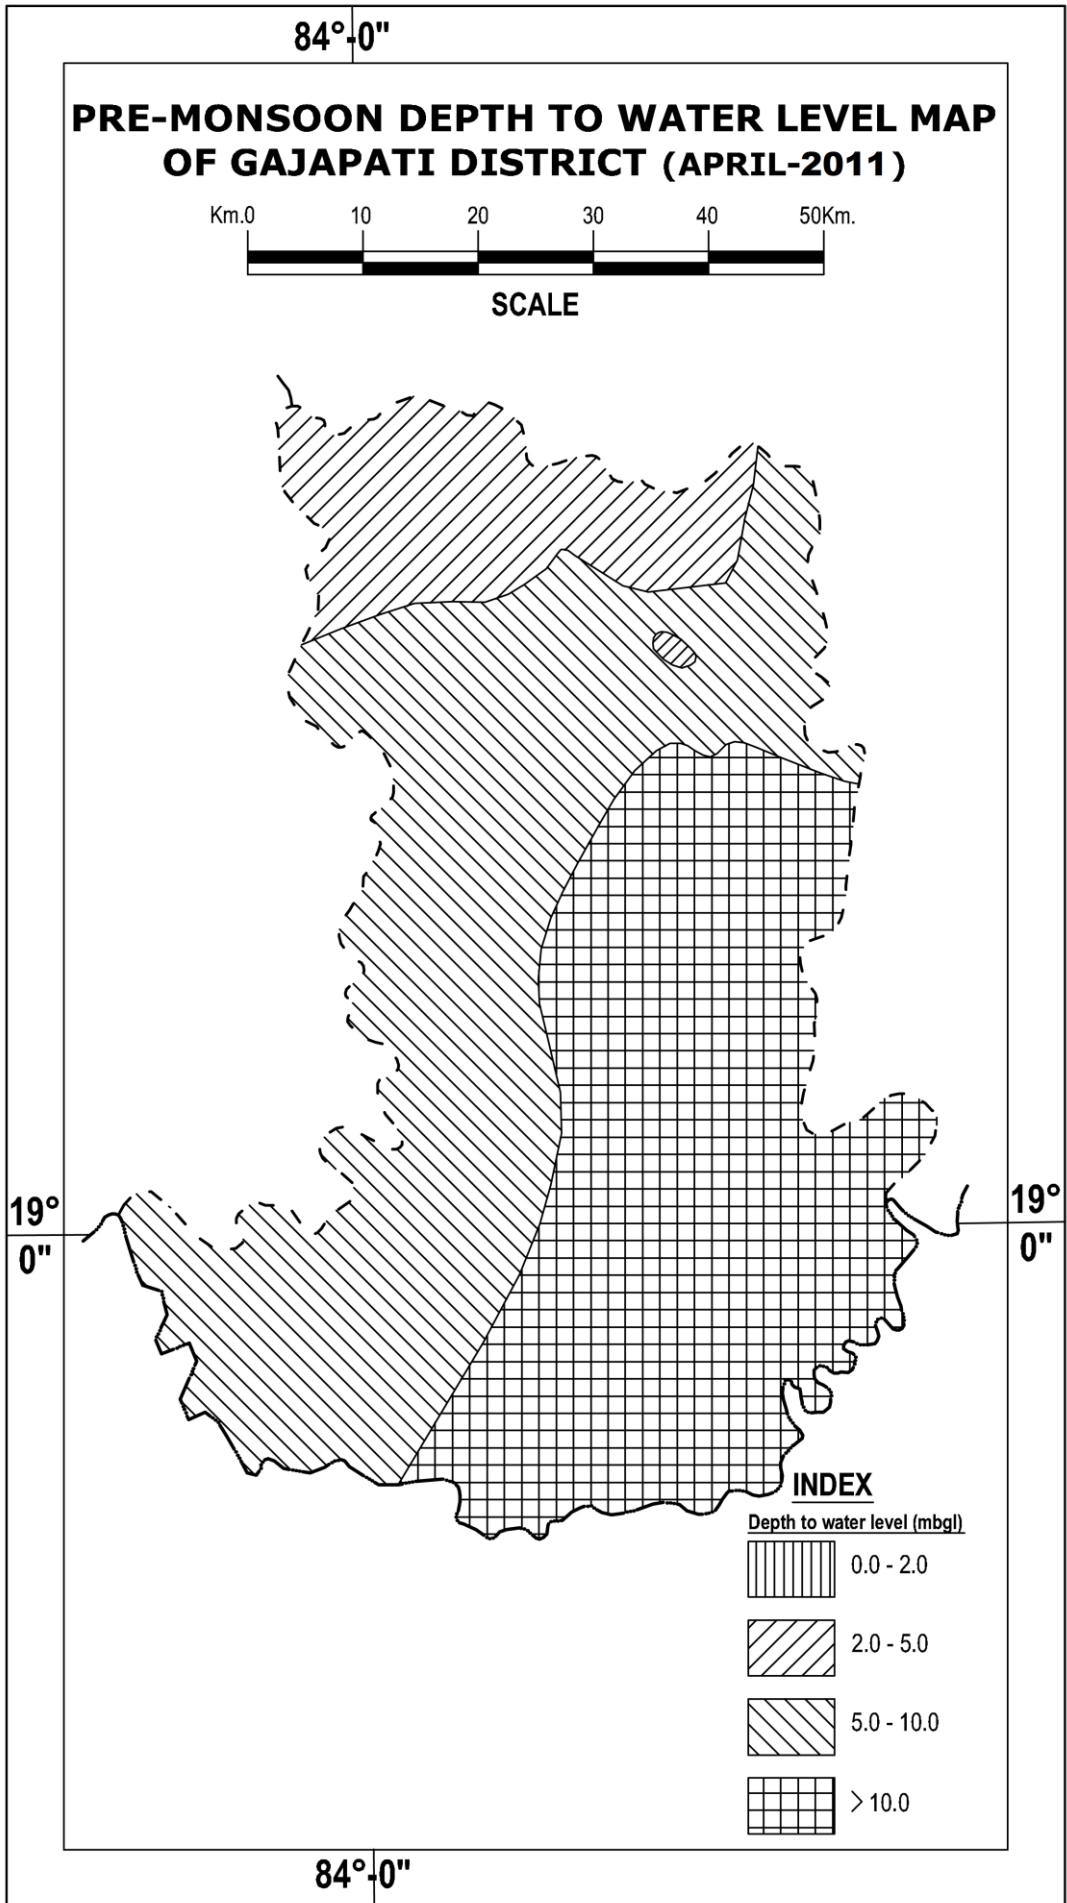 84°-0"
PRE-MONSOON DEPTH TO WATER LEVEL MAP
OF GAJAPATI DISTRICT (APRIL-2011)
Km.0 10 20 30 40 50Km.
SCALE
19° 19°
0" 0"
INDEX
Depth to water level (mbgl)
0.0 - 2.0
2.0 - 5.0
5.0 - 10.0
> 10.0
84°-0"